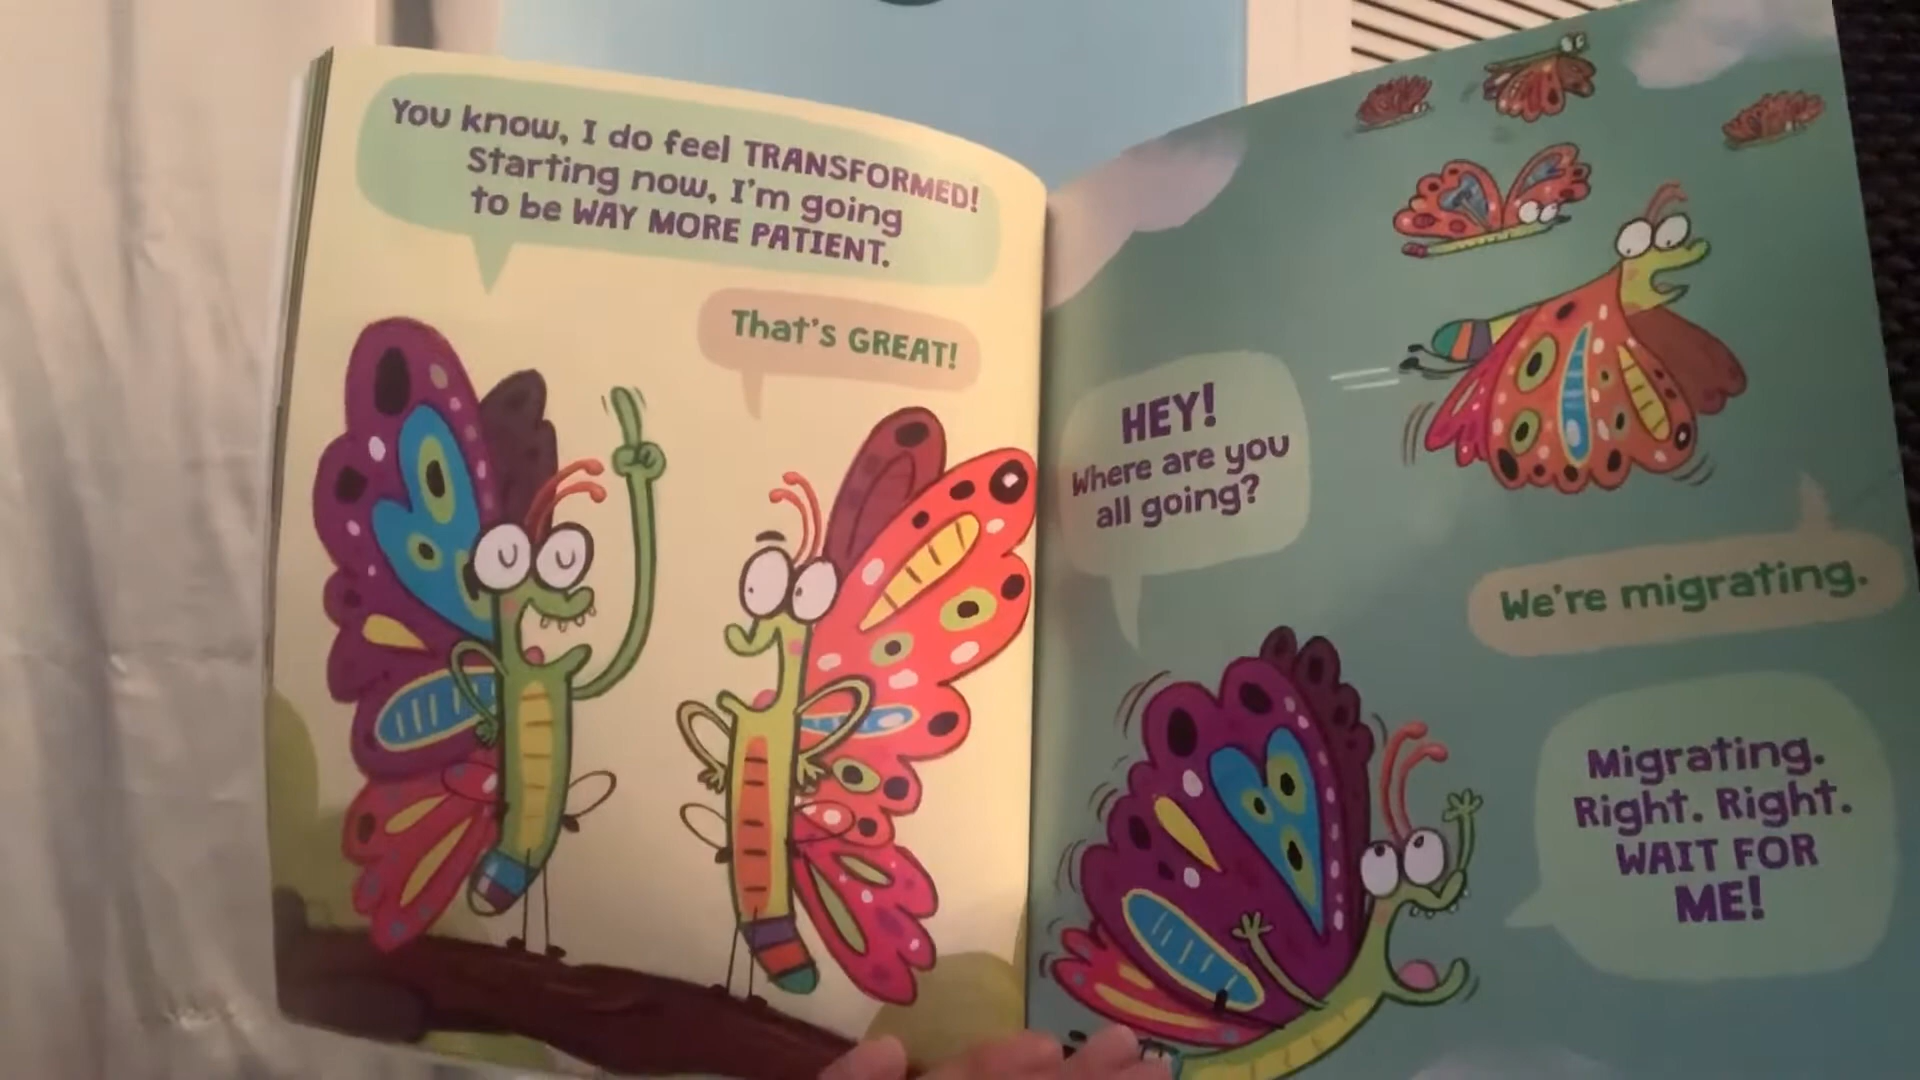 You know, I do feel TRANSFORMED!
Starting now, I'm going
to be WAY MORE PATIENT.
That's GREAT!
HEY!
Where are you
all going?
We're migrating.
Migrating.
Right. Right.
WAIT FOR
ME!